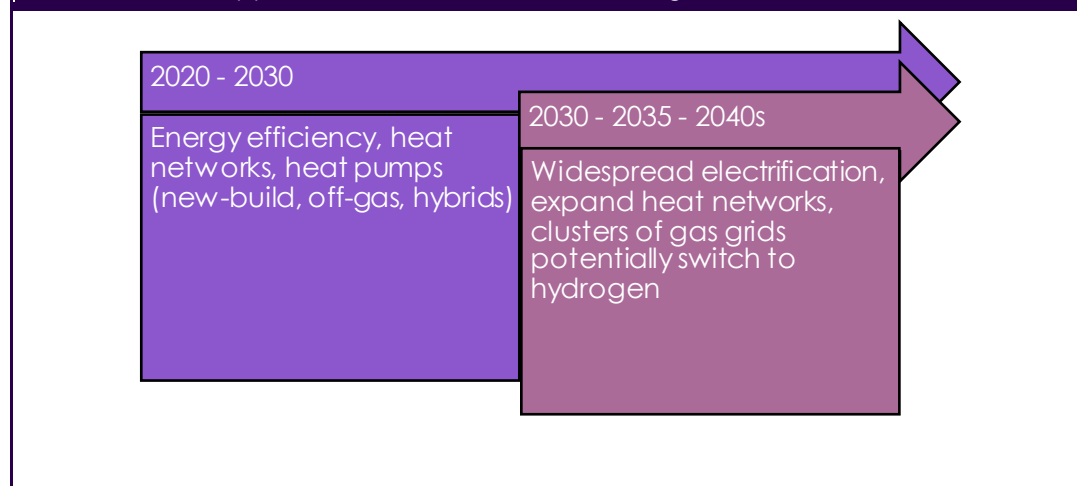 2020 - 2030
Energy efficiency, heat
networks, heat pumps
(new-build, off-gas, hybrids)
2030 - 2035 - 2040s
Widespread electrification,
expand heat networks,
clusters of gas grids
potentially switch to
hydrogen